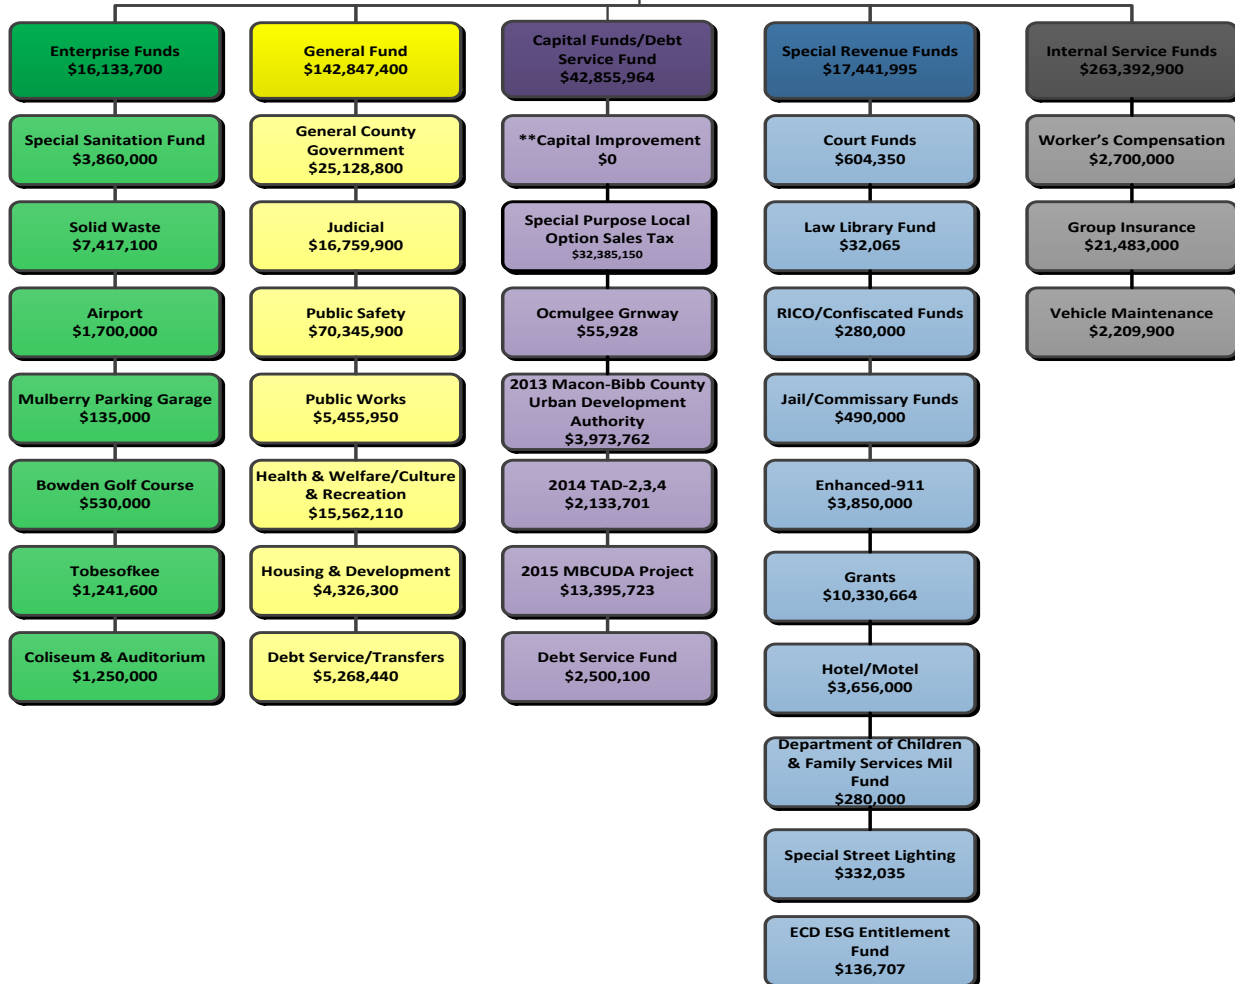 Enterprise Funds
$16,133,700
Special Sanitation Fund
$3,860,000
Solid Waste
$7,417,100
Airport
$1,700,000
Mulberry Parking Garage
$135,000
Bowden Golf Course
$530,000
Tobesofkee
$1,241,600
Coliseum & Auditorium
$1,250,000
General Fund
$142,847,400
General County
Government
$25,128,800
Judicial
$16,759,900
Public Safety
$70,345,900
Public Works
$5,455,950
Health & Welfare/Culture
& Recreation
$15,562,110
Housing & Development
$4,326,300
Debt Service/Transfers
$5,268,440
Capital Funds/Debt
Service Fund
$42,855,964
**Capital Improvement
$0
Special Purpose Local
Option Sales Tax
$32,385,150
Ocmulgee Grnway
$55,928
2013 Macon-Bibb County
Urban Development
Authority
$3,973,762
2014 TAD-2,3,4
$2,133,701
2015 MBCUDA Project
$13,395,723
Debt Service Fund
$2,500,100
Special Revenue Funds
$17,441,995
Court Funds
$604,350
Law Library Fund
$32,065
RICO/Confiscated Funds
$280,000
Jail/Commissary Funds
$490,000
Enhanced-911
$3,850,000
Grants
$10,330,664
Hotel/Motel
$3,656,000
Department of Children
& Family Services Mil
Fund
$280,000
Special Street Lighting
$332,035
ECD ESG Entitlement
Fund
$136,707
Internal Service Funds
$263,392,900
Worker's Compensation
$2,700,000
Group Insurance
$21,483,000
Vehicle Maintenance
$2,209,900